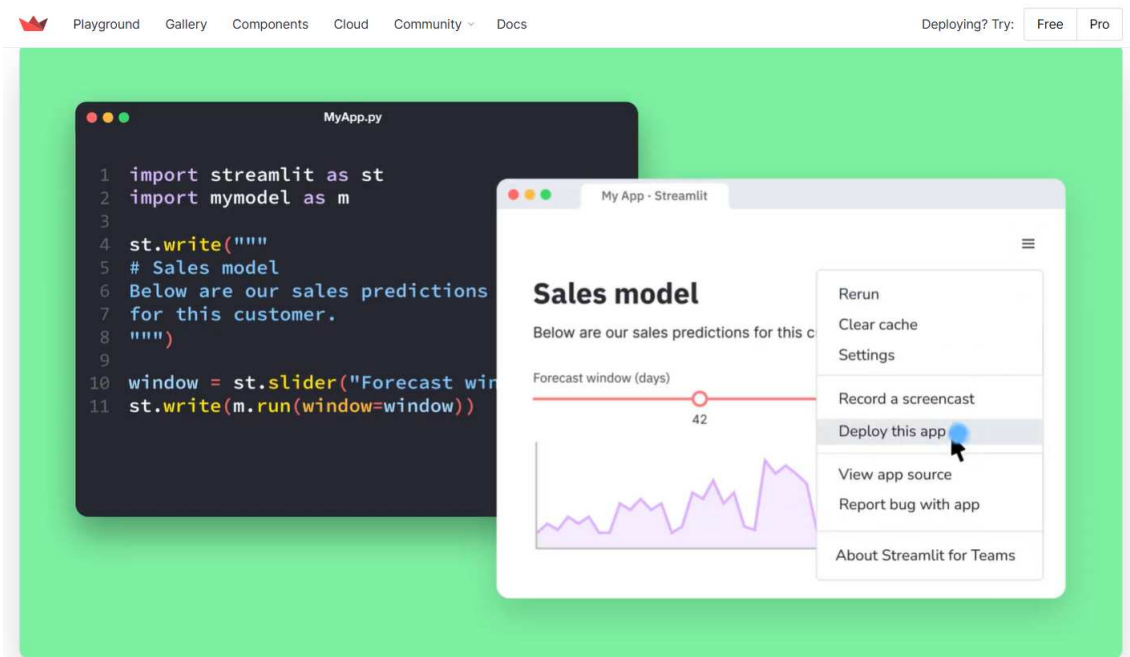 Playground Gallery Components Cloud Community Docs Deploying? Try: Free Pro
MyApp.py
1 import streamlit as st
2 import mymodel as m
3
4 st.write("""
5 # Sales model
6 Below are our sales predictions
7 for this customer.
8 """)
9
10 window = st.slider("Forecast win
11 st.write(m.run(window=window))
My App - Streamlit
Sales model
Below are our sales predictions for this c
Forecast window (days)
42
Rerun
Clear cache
Settings
Record a screencast
Deploy this app
View app source
Report bug with app
About Streamlit for Teams